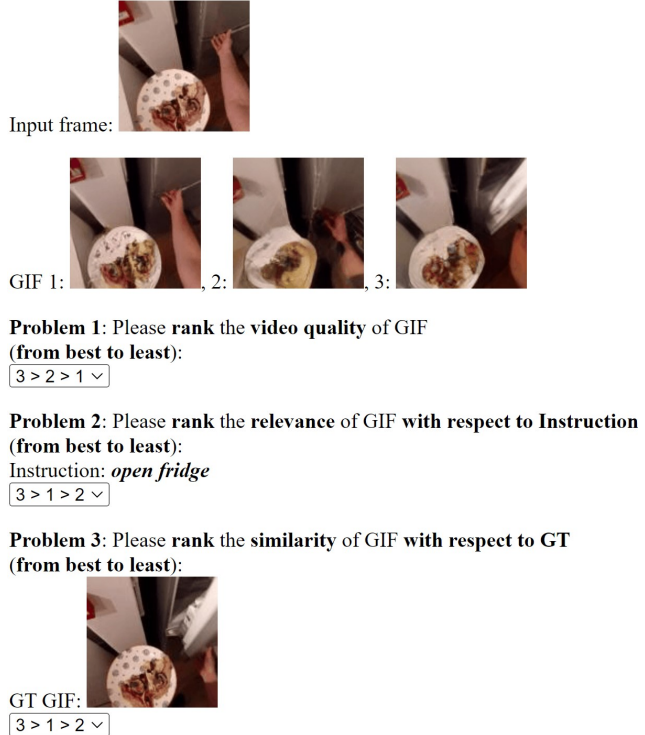 Input frame:
GIF 1: , 2: , 3:
Problem 1: Please rank the video quality of GIF
(from best to least):
3 > 2 > 1
Problem 2: Please rank the relevance of GIF with respect to Instruction
(from best to least):
Instruction: open fridge
3 > 1 > 2
Problem 3: Please rank the similarity of GIF with respect to GT
(from best to least):
GT GIF:
3 > 1 > 2